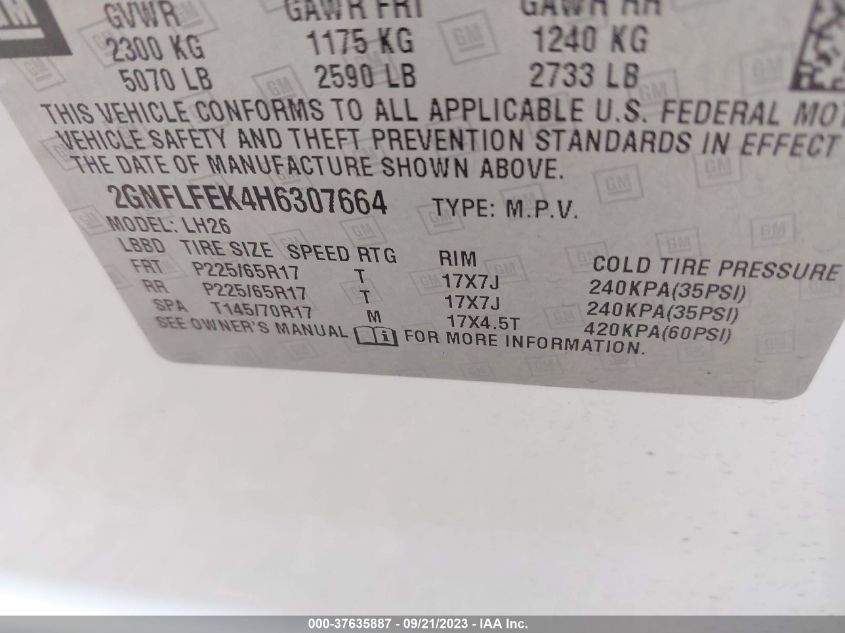 GM
GVWR GAWR FRT GAWR RR
2300 KG 1175 KG 1240 KG
5070 LB 2590 LB 2733 LB
THIS VEHICLE CONFORMS TO ALL APPLICABLE U.S. FEDERAL MOT
VEHICLE SAFETY AND THEFT PREVENTION STANDARDS IN EFFECT
THE DATE OF MANUFACTURE SHOWN ABOVE.
2GNFLFEK4H6307664 TYPE: M.P.V.
MODEL: LH26
LBBD TIRE SIZE SPEED RTG RIM COLD TIRE PRESSURE
FRT P225/65R17 T 17X7J 240KPA(35PSI)
RR P225/65R17 T 17X7J 240KPA(35PSI)
SPA T145/70R17 M 17X4.5T 420KPA(60PSI)
SEE OWNER'S MANUAL i FOR MORE INFORMATION.
000-37635887 - 09/21/2023 - IAA Inc.